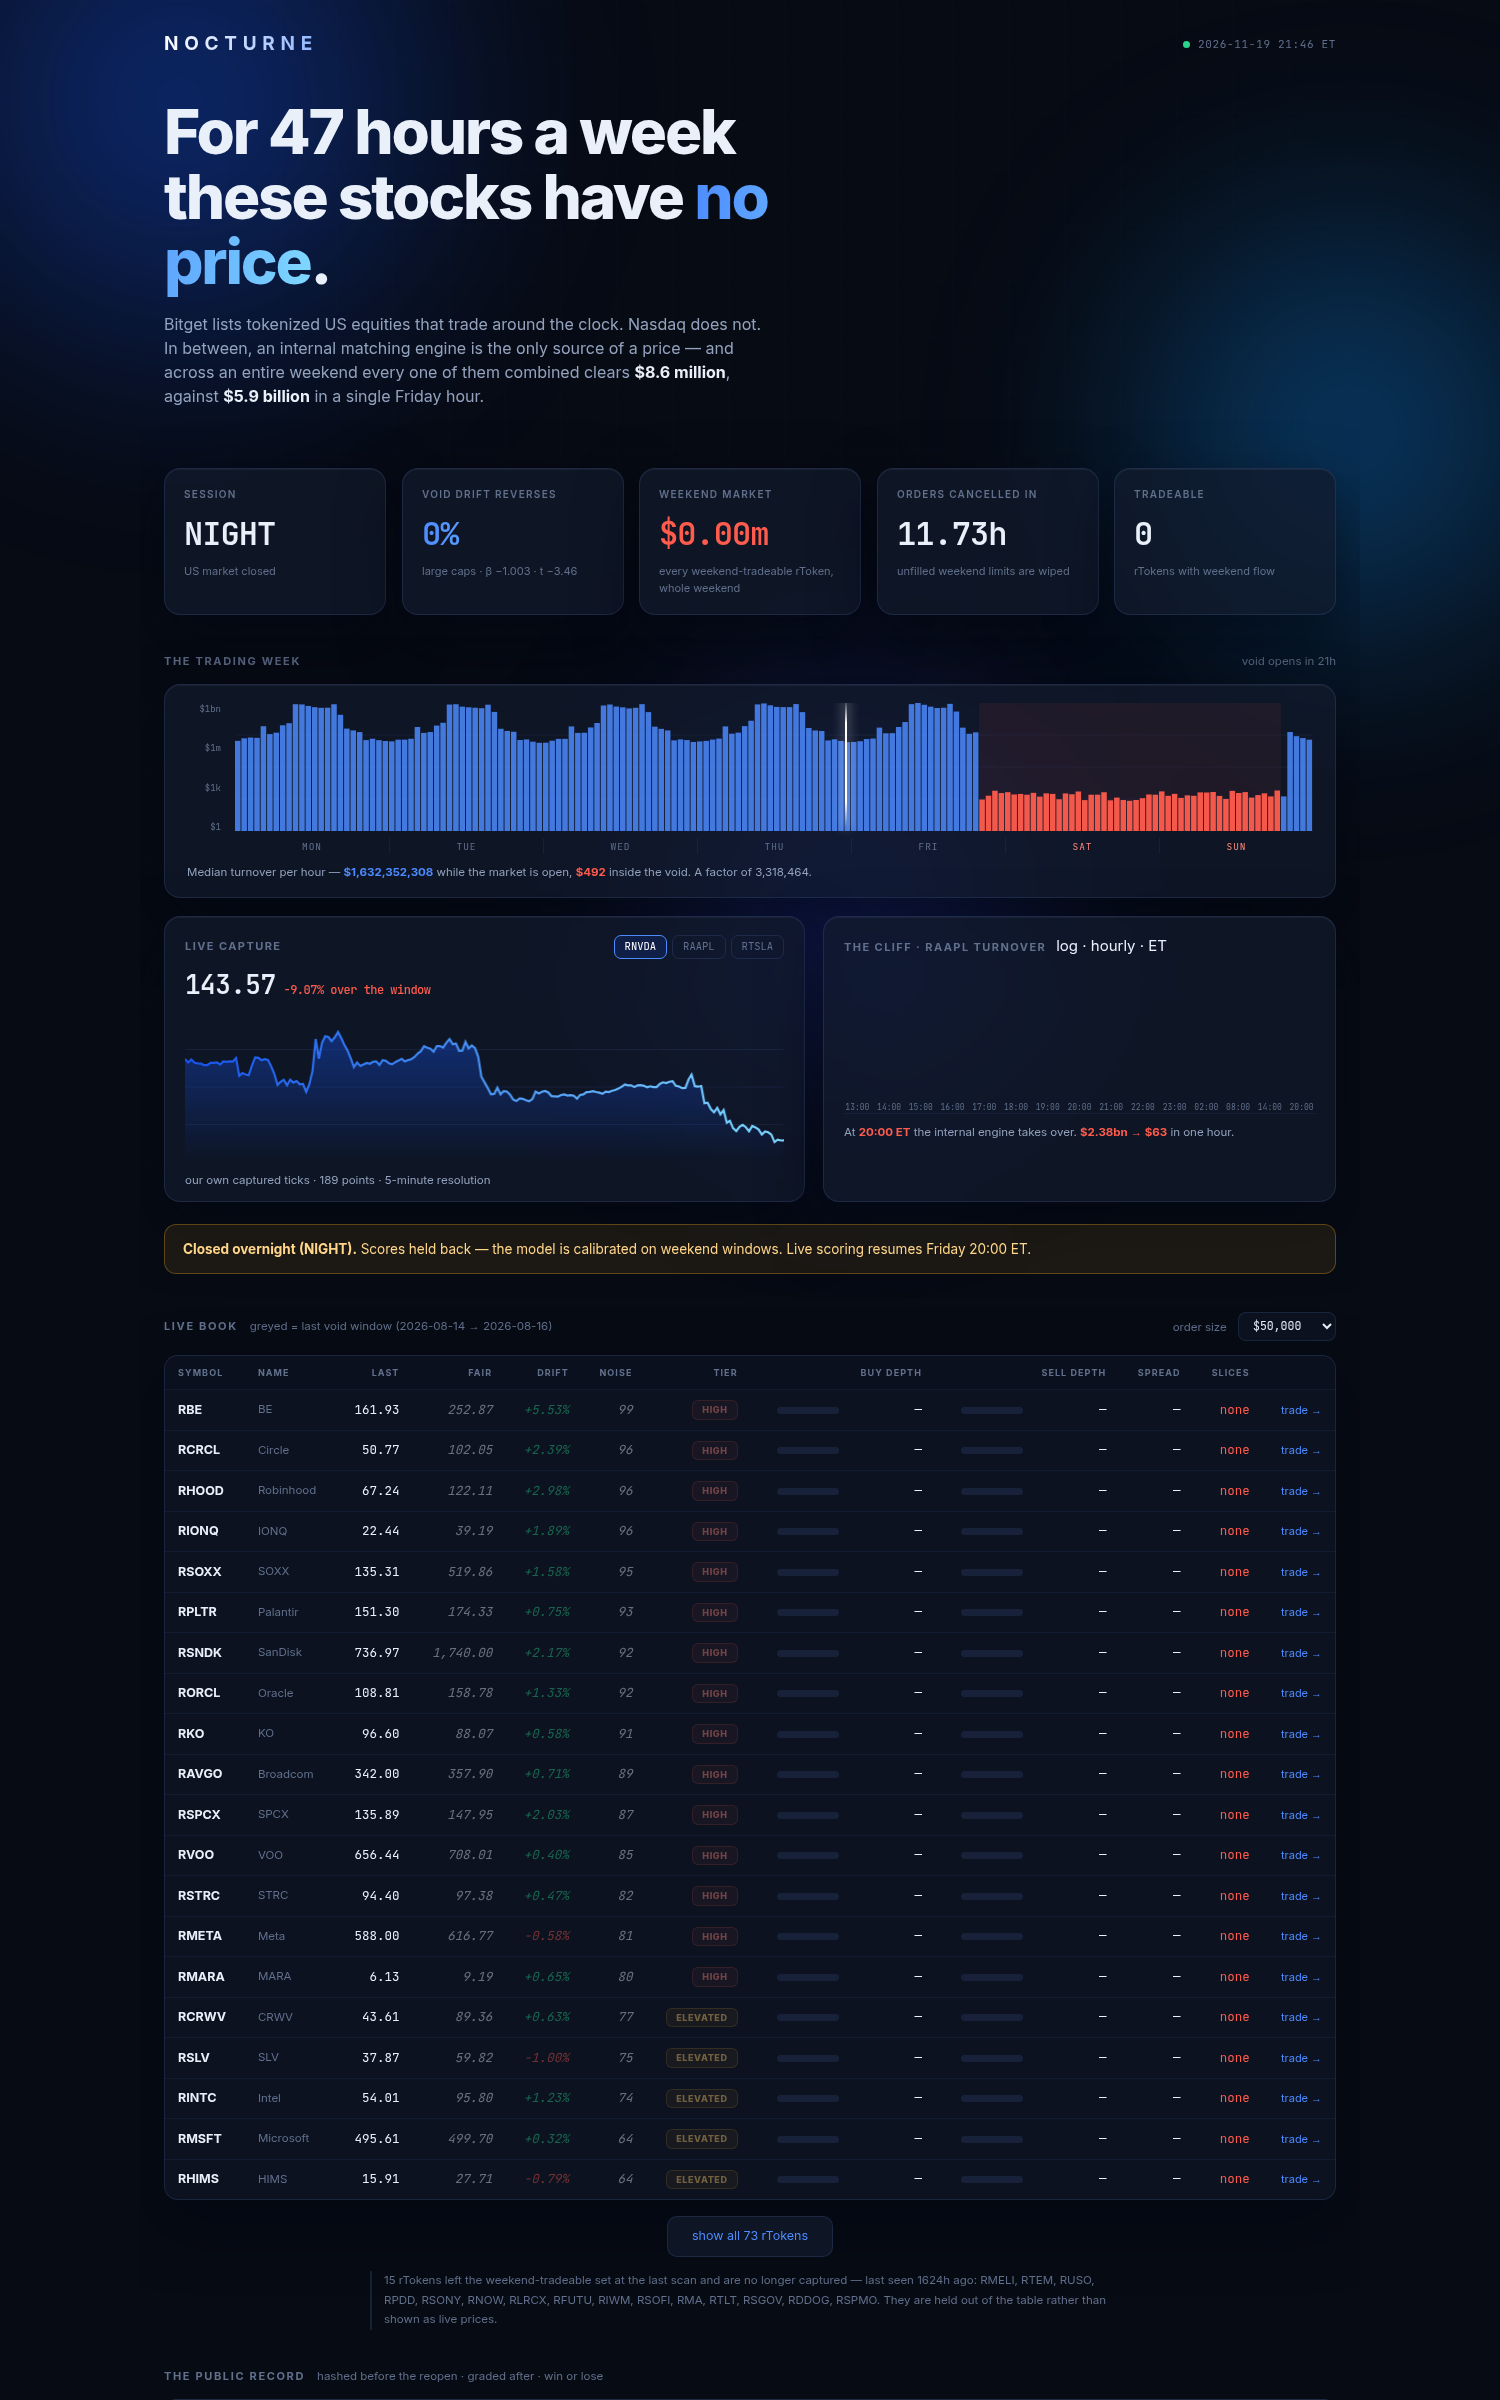 NOCTURNE
2026-11-19 21:46 ET
For 47 hours a week
these stocks have no
price.
Bitget lists tokenized US equities that trade around the clock. Nasdaq does not.
In between, an internal matching engine is the only source of a price — and
across an entire weekend every one of them combined clears $8.6 million,
against $5.9 billion in a single Friday hour.
SESSION
NIGHT
US market closed
VOID DRIFT REVERSES
0%
large caps · β −1.003 · t −3.46
WEEKEND MARKET
$0.00m
every weekend-tradeable rToken,
whole weekend
ORDERS CANCELLED IN
11.73h
unfilled weekend limits are wiped
TRADEABLE
0
rTokens with weekend flow
THE TRADING WEEK
void opens in 21h
$1bn
$1m
$1k
$1
MON TUE WED THU FRI SAT SUN
Median turnover per hour — $1,632,352,308 while the market is open, $492 inside the void. A factor of 3,318,464.
LIVE CAPTURE
RNVDA RAAPL RTSLA
143.57 -9.07% over the window
our own captured ticks · 189 points · 5-minute resolution
THE CLIFF · RAAPL TURNOVER log · hourly · ET
13:00 14:00 15:00 16:00 17:00 18:00 19:00 20:00 21:00 22:00 23:00 02:00 08:00 14:00 20:00
At 20:00 ET the internal engine takes over. $2.38bn → $63 in one hour.
Closed overnight (NIGHT). Scores held back — the model is calibrated on weekend windows. Live scoring resumes Friday 20:00 ET.
LIVE BOOK greyed = last void window (2026-08-14 → 2026-08-16)
order size $50,000
SYMBOL NAME LAST FAIR DRIFT NOISE TIER BUY DEPTH SELL DEPTH SPREAD SLICES
RBE BE 161.93 252.87 +5.53% 99 HIGH — — — none trade →
RCRCL Circle 50.77 102.05 +2.39% 96 HIGH — — — none trade →
RHOOD Robinhood 67.24 122.11 +2.98% 96 HIGH — — — none trade →
RIONQ IONQ 22.44 39.19 +1.89% 96 HIGH — — — none trade →
RSOXX SOXX 135.31 519.86 +1.58% 95 HIGH — — — none trade →
RPLTR Palantir 151.30 174.33 +0.75% 93 HIGH — — — none trade →
RSNDK SanDisk 736.97 1,740.00 +2.17% 92 HIGH — — — none trade →
RORCL Oracle 108.81 158.78 +1.33% 92 HIGH — — — none trade →
RKO KO 96.60 88.07 +0.58% 91 HIGH — — — none trade →
RAVGO Broadcom 342.00 357.90 +0.71% 89 HIGH — — — none trade →
RSPCX SPCX 135.89 147.95 +2.03% 87 HIGH — — — none trade →
RVOO VOO 656.44 708.01 +0.40% 85 HIGH — — — none trade →
RSTRC STRC 94.40 97.38 +0.47% 82 HIGH — — — none trade →
RMETA Meta 588.00 616.77 -0.58% 81 HIGH — — — none trade →
RMARA MARA 6.13 9.19 +0.65% 80 HIGH — — — none trade →
RCRWV CRWV 43.61 89.36 +0.63% 77 ELEVATED — — — none trade →
RSLV SLV 37.87 59.82 -1.00% 75 ELEVATED — — — none trade →
RINTC Intel 54.01 95.80 +1.23% 74 ELEVATED — — — none trade →
RMSFT Microsoft 495.61 499.70 +0.32% 64 ELEVATED — — — none trade →
RHIMS HIMS 15.91 27.71 -0.79% 64 ELEVATED — — — none trade →
show all 73 rTokens
15 rTokens left the weekend-tradeable set at the last scan and are no longer captured — last seen 1624h ago: RMELI, RTEM, RUSO,
RPDD, RSONY, RNOW, RLRCX, RFUTU, RIWM, RSOFI, RMA, RTLT, RSGOV, RDDOG, RSPMO. They are held out of the table rather than
shown as live prices.
THE PUBLIC RECORD hashed before the reopen · graded after · win or lose